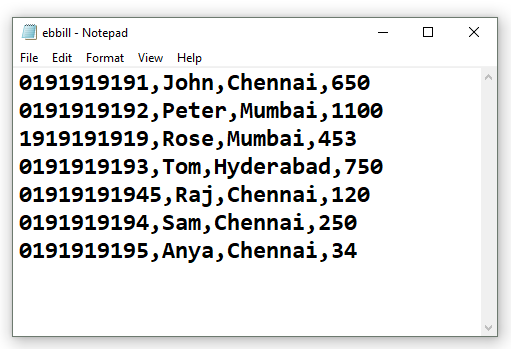 ebbill - Notepad
File Edit Format View Help
0191919191,John,Chennai,650
0191919192,Peter,Mumbai,1100
1919191919,Rose,Mumbai,453
0191919193,Tom,Hyderabad,750
01919191945,Raj,Chennai,120
0191919194,Sam,Chennai,250
0191919195,Anya,Chennai,34